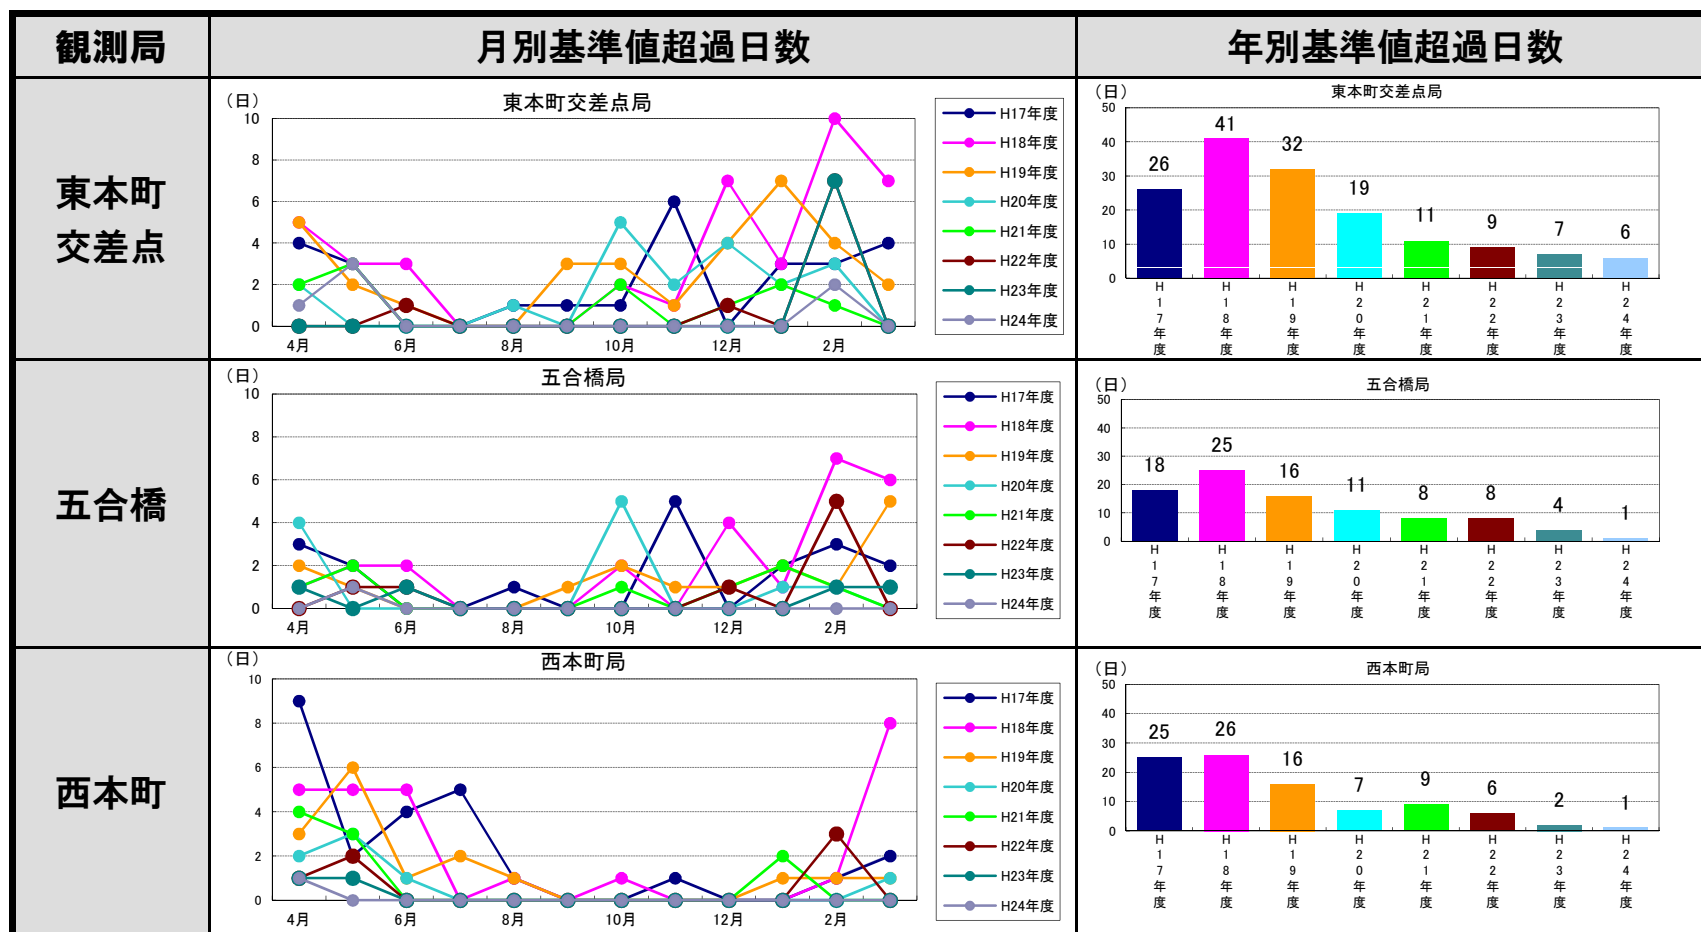 観測局
月別基準値超過日数
年別基準値超過日数
東本町
交差点
（日）
東本町交差点局
10
8
6
4
2
0
4月
6月
8月
10月
12月
2月
H17年度
H18年度
H19年度
H20年度
H21年度
H22年度
H23年度
H24年度
（日）
東本町交差点局
50
40
30
20
10
0
26
41
32
19
11
9
7
6
H17年度
H18年度
H19年度
H20年度
H21年度
H22年度
H23年度
H24年度
五合橋
（日）
五合橋局
10
8
6
4
2
0
4月
6月
8月
10月
12月
2月
H17年度
H18年度
H19年度
H20年度
H21年度
H22年度
H23年度
H24年度
（日）
五合橋局
50
40
30
20
10
0
18
25
16
11
8
8
4
1
H17年度
H18年度
H19年度
H20年度
H21年度
H22年度
H23年度
H24年度
西本町
（日）
西本町局
10
8
6
4
2
0
4月
6月
8月
10月
12月
2月
H17年度
H18年度
H19年度
H20年度
H21年度
H22年度
H23年度
H24年度
（日）
西本町局
50
40
30
20
10
0
25
26
16
7
9
6
2
1
H17年度
H18年度
H19年度
H20年度
H21年度
H22年度
H23年度
H24年度